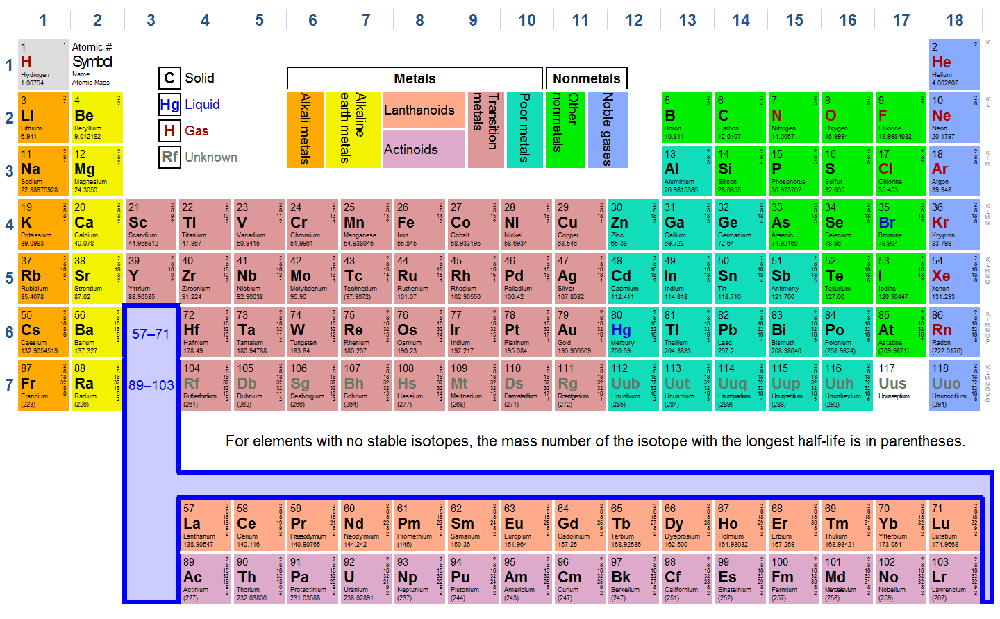 1 2 3 4 5 6 7 8 9 10 11 12 13 14 15 16 17 18
1
1 Atomic # 2
H Symbol He
Hydrogen Name Helium
1.00794 Atomic Mass 4.002602
C Solid
Hg Liquid
H Gas
Rf Unknown
Metals Nonmetals
Alkali metals
Alkaline earth metals
Lanthanoids
Actinoids
Transition metals
Poor metals
Other nonmetals
Noble gases
2
3 4 5 6 7 8 9 10
Li Be B C N O F Ne
Lithium Beryllium Boron Carbon Nitrogen Oxygen Fluorine Neon
6.941 9.012182 10.811 12.0107 14.0067 15.9994 18.9984032 20.1797
3
11 12 13 14 15 16 17 18
Na Mg Al Si P S Cl Ar
Sodium Magnesium Aluminium Silicon Phosphorus Sulfur Chlorine Argon
22.98976928 24.3050 26.9815386 28.0855 30.973762 32.065 35.453 39.948
4
19 20 21 22 23 24 25 26 27 28 29 30 31 32 33 34 35 36
K Ca Sc Ti V Cr Mn Fe Co Ni Cu Zn Ga Ge As Se Br Kr
Potassium Calcium Scandium Titanium Vanadium Chromium Manganese Iron Cobalt Nickel Copper Zinc Gallium Germanium Arsenic Selenium Bromine Krypton
39.0983 40.078 44.955912 47.867 50.9415 51.9961 54.938045 55.845 58.933195 58.6934 63.546 65.38 69.723 72.64 74.92160 78.96 79.904 83.798
5
37 38 39 40 41 42 43 44 45 46 47 48 49 50 51 52 53 54
Rb Sr Y Zr Nb Mo Tc Ru Rh Pd Ag Cd In Sn Sb Te I Xe
Rubidium Strontium Yttrium Zirconium Niobium Molybdenum Technetium Ruthenium Rhodium Palladium Silver Cadmium Indium Tin Antimony Tellurium Iodine Xenon
85.4678 87.62 88.90585 91.224 92.90638 95.96 (97.9072) 101.07 102.90550 106.42 107.8682 112.411 114.818 118.710 121.760 127.60 126.90447 131.293
6
55 56 57–71 72 73 74 75 76 77 78 79 80 81 82 83 84 85 86
Cs Ba Hf Ta W Re Os Ir Pt Au Hg Tl Pb Bi Po At Rn
Caesium Barium Hafnium Tantalum Tungsten Rhenium Osmium Iridium Platinum Gold Mercury Thallium Lead Bismuth Polonium Astatine Radon
132.9054519 137.327 178.49 180.94788 183.84 186.207 190.23 192.217 195.084 196.966569 200.59 204.3833 207.2 208.98040 (208.9824) (209.9871) (222.0176)
7
87 88 89–103 104 105 106 107 108 109 110 111 112 113 114 115 116 117 118
Fr Ra Rf Db Sg Bh Hs Mt Ds Rg Uub Uut Uuq Uup Uuh Uus Uuo
Francium Radium Rutherfordium Dubnium Seaborgium Bohrium Hassium Meitnerium Darmstadtium Roentgenium Ununbium Ununtrium Ununquadium Ununpentium Ununhexium Ununseptium Ununoctium
(223) (226) (261) (262) (266) (264) (277) (268) (271) (272) (285) (284) (289) (288) (292) (294)
For elements with no stable isotopes, the mass number of the isotope with the longest half-life is in parentheses.
57 58 59 60 61 62 63 64 65 66 67 68 69 70 71
La Ce Pr Nd Pm Sm Eu Gd Tb Dy Ho Er Tm Yb Lu
Lanthanum Cerium Praseodymium Neodymium Promethium Samarium Europium Gadolinium Terbium Dysprosium Holmium Erbium Thulium Ytterbium Lutetium
138.90547 140.116 140.90765 144.242 (145) 150.36 151.964 157.25 158.92535 162.500 164.93032 167.259 168.93421 173.054 174.9668
89 90 91 92 93 94 95 96 97 98 99 100 101 102 103
Ac Th Pa U Np Pu Am Cm Bk Cf Es Fm Md No Lr
Actinium Thorium Protactinium Uranium Neptunium Plutonium Americium Curium Berkelium Californium Einsteinium Fermium Mendelevium Nobelium Lawrencium
(227) 232.03806 231.03588 238.02891 (237) (244) (243) (247) (247) (251) (252) (257) (258) (259) (262)